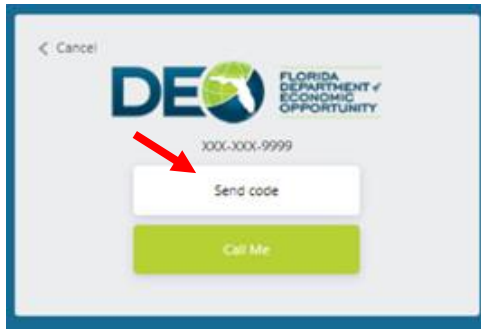 < Cancel
DEO
FLORIDA
DEPARTMENT of
ECONOMIC
OPPORTUNITY
XXX-XXX-9999
Send code
Call Me